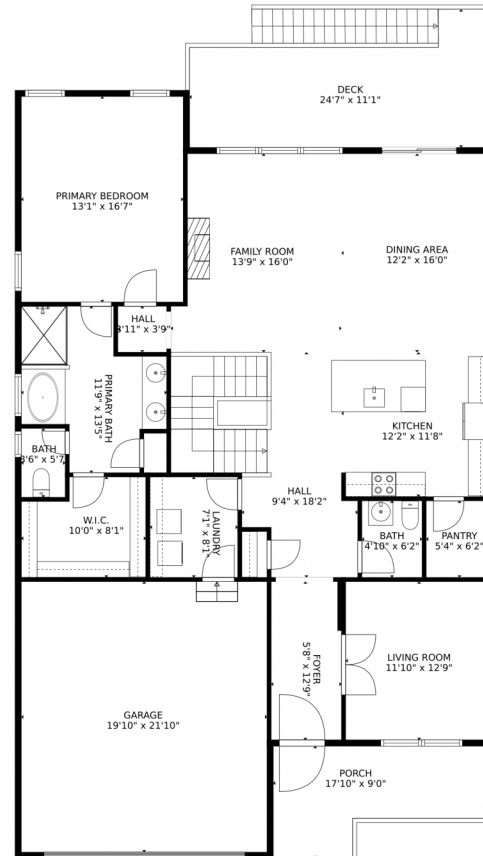 DECK
24'7" x 11'1"
PRIMARY BEDROOM
13'1" x 16'7"
FAMILY ROOM
13'9" x 16'0"
DINING AREA
12'2" x 16'0"
HALL
3'11" x 3'9"
PRIMARY BATH
11'9" x 13'5"
KITCHEN
12'2" x 11'8"
BATH
3'6" x 5'7"
HALL
9'4" x 18'2"
W.I.C.
10'0" x 8'1"
LAUNDRY
7'1" x 8'1"
BATH
4'10" x 6'2"
PANTRY
5'4" x 6'2"
FOYER
5'8" x 12'9"
LIVING ROOM
11'10" x 12'9"
GARAGE
19'10" x 21'10"
PORCH
17'10" x 9'0"